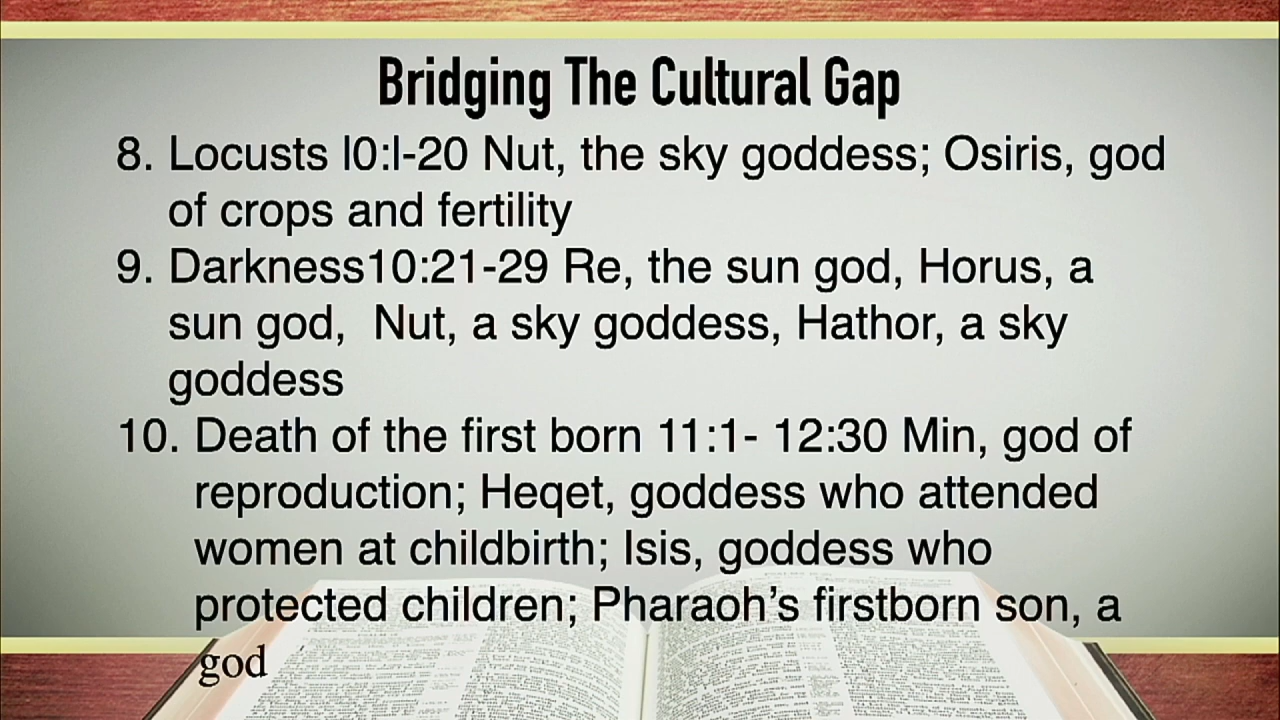 Bridging The Cultural Gap
8. Locusts l0:l-20 Nut, the sky goddess; Osiris, god
of crops and fertility
9. Darkness10:21-29 Re, the sun god, Horus, a
sun god,  Nut, a sky goddess, Hathor, a sky
goddess
10. Death of the first born 11:1- 12:30 Min, god of
reproduction; Heqet, goddess who attended
women at childbirth; Isis, goddess who
protected children; Pharaoh’s firstborn son, a
god